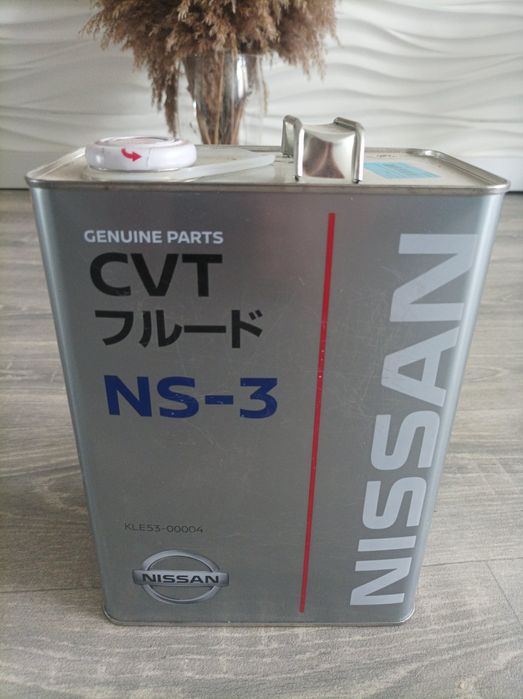 GENUINE PARTS
CVT
フルード
NS-3
KLE53-00004
NISSAN
NISSAN